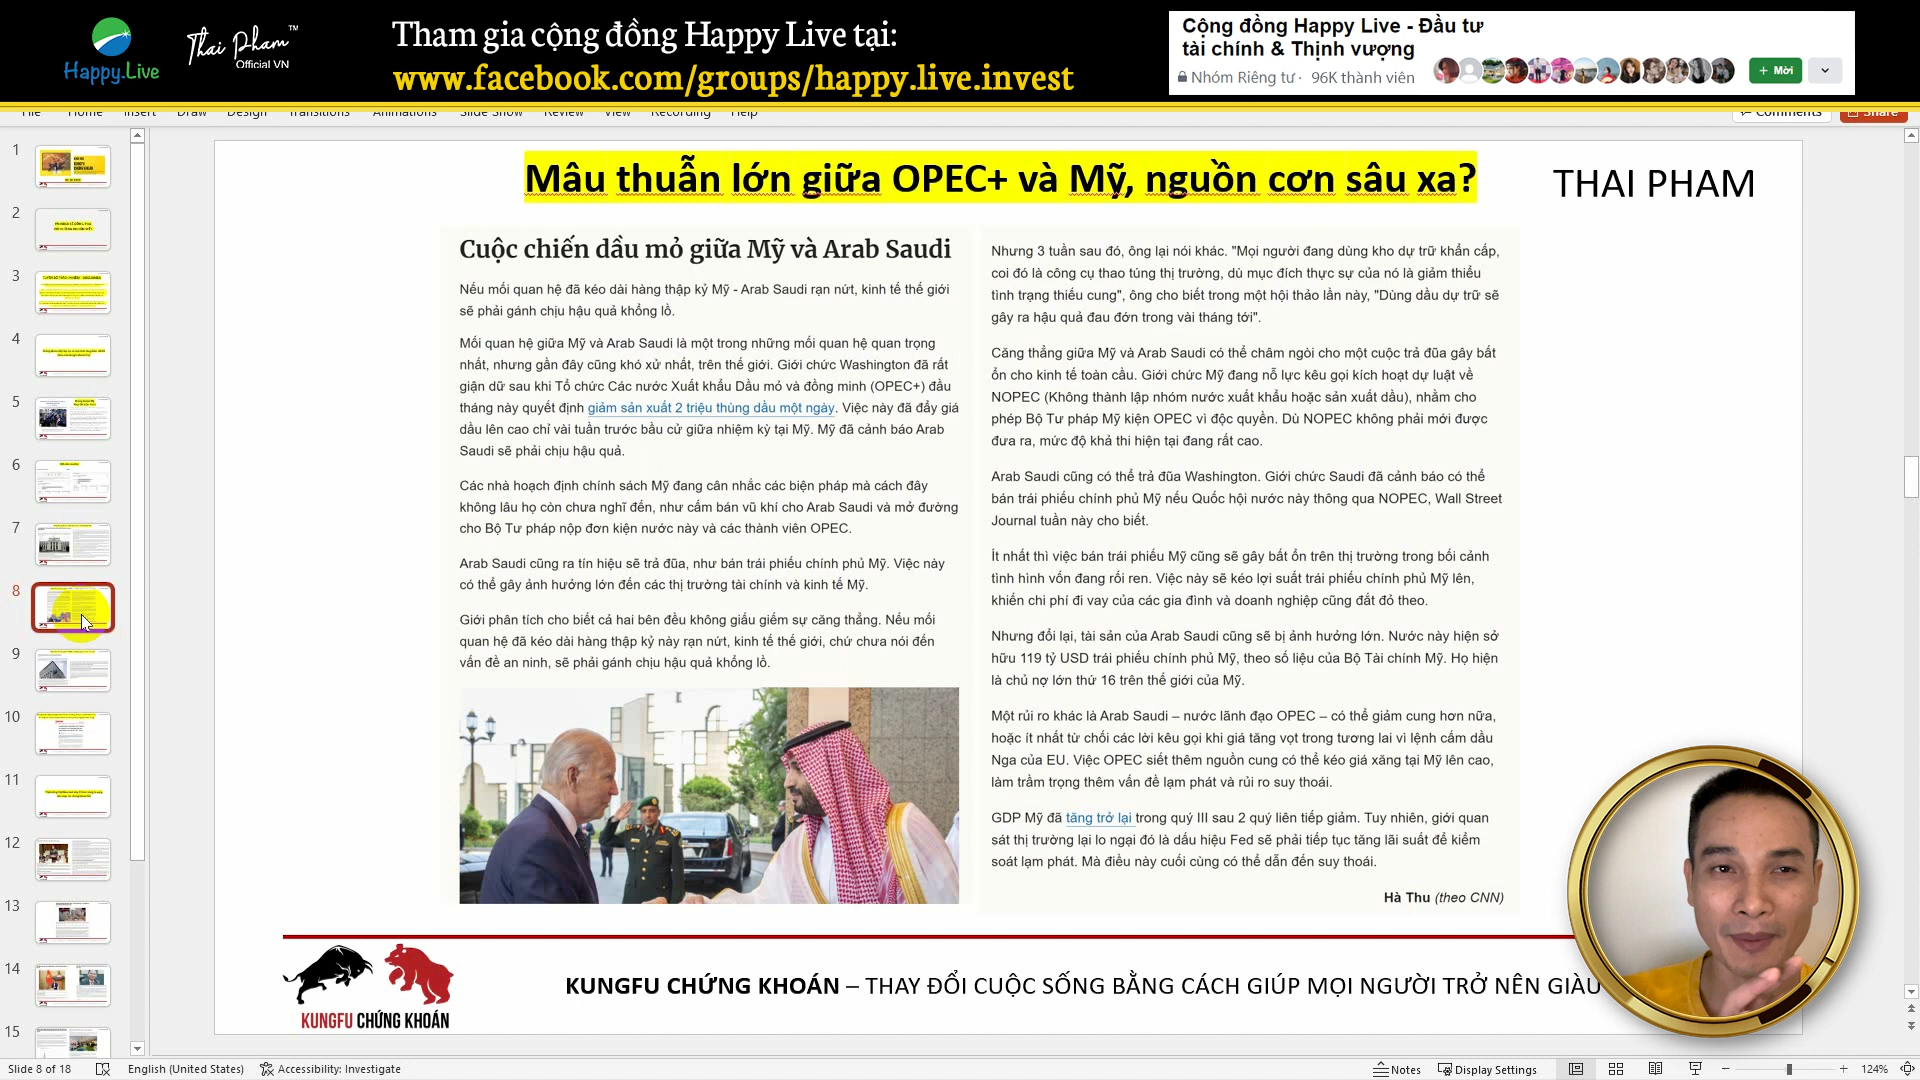 Happy.Live
Thai Pham™
Official VN
Tham gia cộng đồng Happy Live tại:
www.facebook.com/groups/happy.live.invest
Cộng đồng Happy Live - Đầu tư
tài chính & Thịnh vượng
Nhóm Riêng tư · 96K thành viên
+ Mời
File Home Insert Draw Design Transitions Animations Slide Show Review View Recording Help
Comments
Share
Mâu thuẫn lớn giữa OPEC+ và Mỹ, nguồn cơn sâu xa?
THAI PHAM
Cuộc chiến dầu mỏ giữa Mỹ và Arab Saudi
Nếu mối quan hệ đã kéo dài hàng thập kỷ Mỹ - Arab Saudi rạn nứt, kinh tế thế giới
sẽ phải gánh chịu hậu quả khổng lồ.
Mối quan hệ giữa Mỹ và Arab Saudi là một trong những mối quan hệ quan trọng
nhất, nhưng gần đây cũng khó xử nhất, trên thế giới. Giới chức Washington đã rất
giận dữ sau khi Tổ chức Các nước Xuất khẩu Dầu mỏ và đồng minh (OPEC+) đầu
tháng này quyết định giảm sản xuất 2 triệu thùng dầu một ngày. Việc này đã đẩy giá
dầu lên cao chỉ vài tuần trước bầu cử giữa nhiệm kỳ tại Mỹ. Mỹ đã cảnh báo Arab
Saudi sẽ phải chịu hậu quả.
Các nhà hoạch định chính sách Mỹ đang cân nhắc các biện pháp mà cách đây
không lâu họ còn chưa nghĩ đến, như cấm bán vũ khí cho Arab Saudi và mở đường
cho Bộ Tư pháp nộp đơn kiện nước này và các thành viên OPEC.
Arab Saudi cũng ra tín hiệu sẽ trả đũa, như bán trái phiếu chính phủ Mỹ. Việc này
có thể gây ảnh hưởng lớn đến các thị trường tài chính và kinh tế Mỹ.
Giới phân tích cho biết cả hai bên đều không giấu giếm sự căng thẳng. Nếu mối
quan hệ đã kéo dài hàng thập kỷ này rạn nứt, kinh tế thế giới, chứ chưa nói đến
vấn đề an ninh, sẽ phải gánh chịu hậu quả khổng lồ.
Nhưng 3 tuần sau đó, ông lại nói khác. "Mọi người đang dùng kho dự trữ khẩn cấp,
coi đó là công cụ thao túng thị trường, dù mục đích thực sự của nó là giảm thiểu
tình trạng thiếu cung", ông cho biết trong một hội thảo lần này, "Dùng dầu dự trữ sẽ
gây ra hậu quả đau đớn trong vài tháng tới".
Căng thẳng giữa Mỹ và Arab Saudi có thể châm ngòi cho một cuộc trả đũa gây bất
ổn cho kinh tế toàn cầu. Giới chức Mỹ đang nỗ lực kêu gọi kích hoạt dự luật về
NOPEC (Không thành lập nhóm nước xuất khẩu hoặc sản xuất dầu), nhằm cho
phép Bộ Tư pháp Mỹ kiện OPEC vì độc quyền. Dù NOPEC không phải mới được
đưa ra, mức độ khả thi hiện tại đang rất cao.
Arab Saudi cũng có thể trả đũa Washington. Giới chức Saudi đã cảnh báo có thể
bán trái phiếu chính phủ Mỹ nếu Quốc hội nước này thông qua NOPEC, Wall Street
Journal tuần này cho biết.
Ít nhất thì việc bán trái phiếu Mỹ cũng sẽ gây bất ổn trên thị trường trong bối cảnh
tình hình vốn đang rối ren. Việc này sẽ kéo lợi suất trái phiếu chính phủ Mỹ lên,
khiến chi phí đi vay của các gia đình và doanh nghiệp cũng đắt đỏ theo.
Nhưng đổi lại, tài sản của Arab Saudi cũng sẽ bị ảnh hưởng lớn. Nước này hiện sở
hữu 119 tỷ USD trái phiếu chính phủ Mỹ, theo số liệu của Bộ Tài chính Mỹ. Họ hiện
là chủ nợ lớn thứ 16 trên thế giới của Mỹ.
Một rủi ro khác là Arab Saudi – nước lãnh đạo OPEC – có thể giảm cung hơn nữa,
hoặc ít nhất từ chối các lời kêu gọi khi giá tăng vọt trong tương lai vì lệnh cấm dầu
Nga của EU. Việc OPEC siết thêm nguồn cung có thể kéo giá xăng tại Mỹ lên cao,
làm trầm trọng thêm vấn đề lạm phát và rủi ro suy thoái.
GDP Mỹ đã tăng trở lại trong quý III sau 2 quý liên tiếp giảm. Tuy nhiên, giới quan
sát thị trường lại lo ngại đó là dấu hiệu Fed sẽ phải tiếp tục tăng lãi suất để kiểm
soát lạm phát. Mà điều này cuối cùng có thể dẫn đến suy thoái.
Hà Thu (theo CNN)
KUNGFU CHỨNG KHOÁN
KUNGFU CHỨNG KHOÁN – THAY ĐỔI CUỘC SỐNG BẰNG CÁCH GIÚP MỌI NGƯỜI TRỞ NÊN GIÀU
1
2
3
4
5
6
7
8
9
10
11
12
13
14
15
Slide 8 of 18
English (United States)
Accessibility: Investigate
Notes
Display Settings
124%